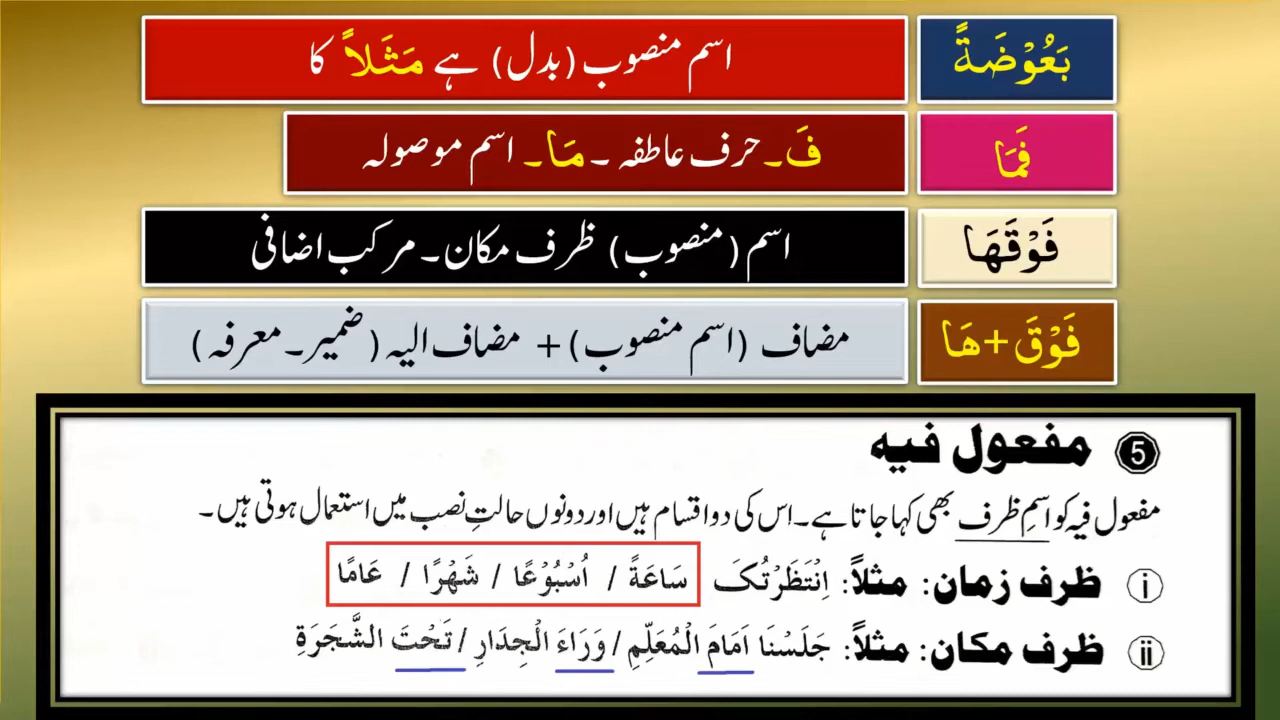 بَعُوْضَةً اسم منصوب (بدل) ہے مَثَلاً کا
فَمَا فَ۔ حرف عاطفہ ۔ مَا۔ اسم موصولہ
فَوْقَهَا اسم (منصوب) ظرف مکان۔ مرکب اضافی
فَوْقَ+هَا مضاف (اسم منصوب) + مضاف الیہ (ضمیر۔ معرفہ)
5 مفعول فیہ
مفعول فیہ کو اسمِ ظرف بھی کہا جاتا ہے۔ اس کی دو اقسام ہیں اور دونوں حالتِ نصب میں استعمال ہوتی ہیں۔
i ظرف زمان: مثلاً: اِنْتَظَرْتُکَ سَاعَةً / اُسْبُوْعًا / شَهْرًا / عَامًا
ii ظرف مکان: مثلاً: جَلَسْنَا اَمَامَ الْمُعَلِّمِ / وَرَاءَ الْجِدَارِ / تَحْتَ الشَّجَرَةِ